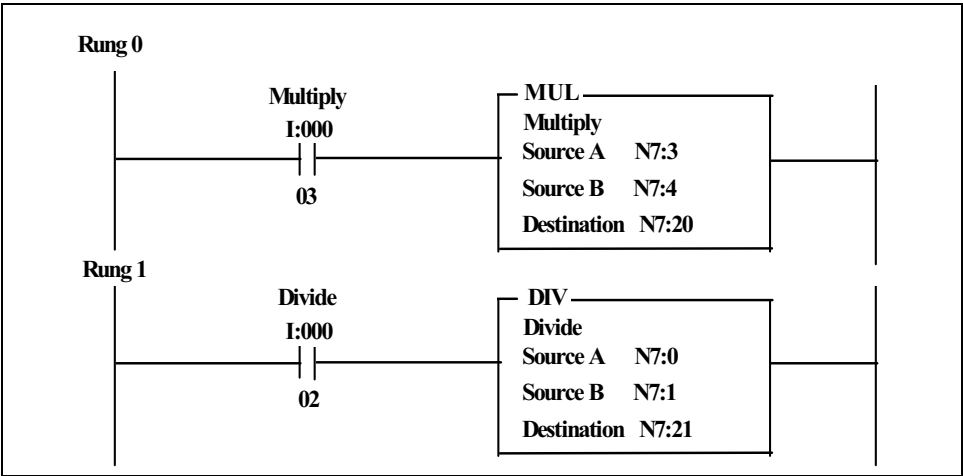 Rung 0
Multiply
I:000
03
MUL
Multiply
Source A N7:3
Source B N7:4
Destination N7:20
Rung 1
Divide
I:000
02
DIV
Divide
Source A N7:0
Source B N7:1
Destination N7:21